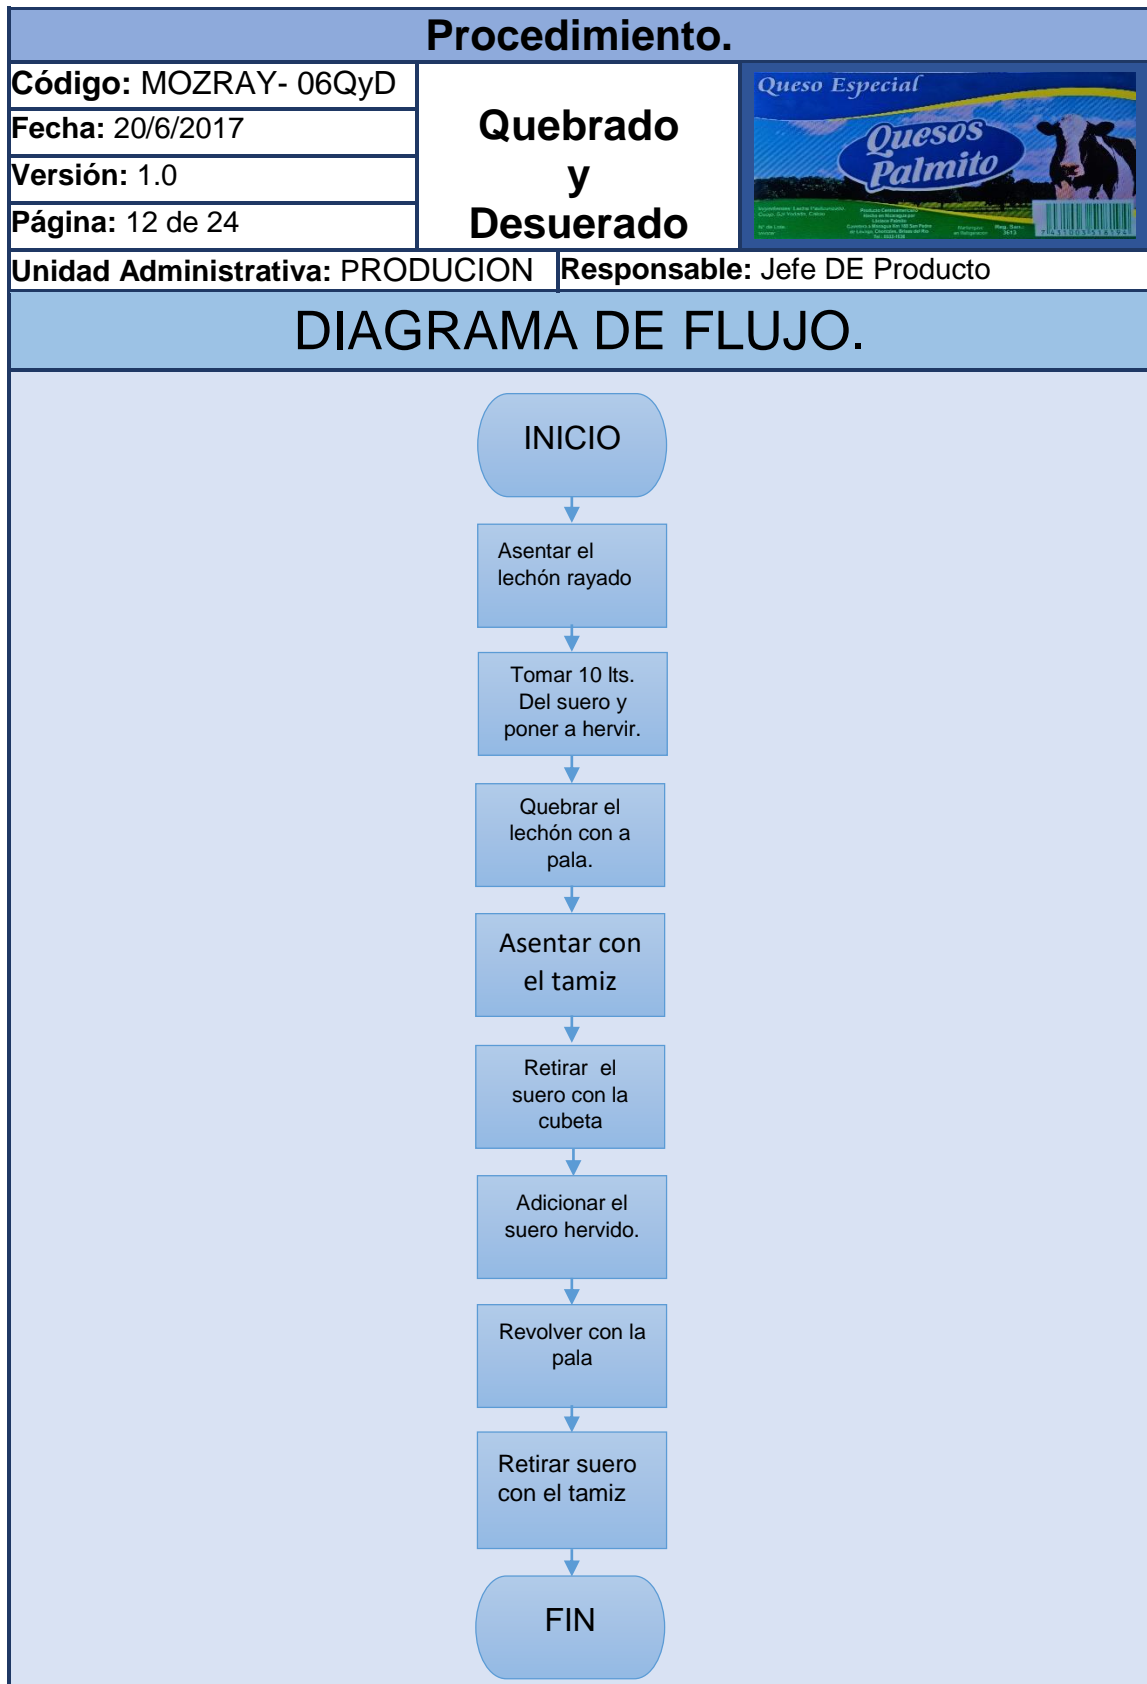 Procedimiento.
Código: MOZRAY- 06QyD
Fecha: 20/6/2017
Versión: 1.0
Página: 12 de 24
Quebrado
y
Desuerado
Queso Especial
Quesos
Palmito
Reg. San.:
3613
Unidad Administrativa: PRODUCION
Responsable: Jefe DE Producto
DIAGRAMA DE FLUJO.
INICIO
Asentar el
lechón rayado
Tomar 10 lts.
Del suero y
poner a hervir.
Quebrar el
lechón con a
pala.
Asentar con
el tamiz
Retirar el
suero con la
cubeta
Adicionar el
suero hervido.
Revolver con la
pala
Retirar suero
con el tamiz
FIN